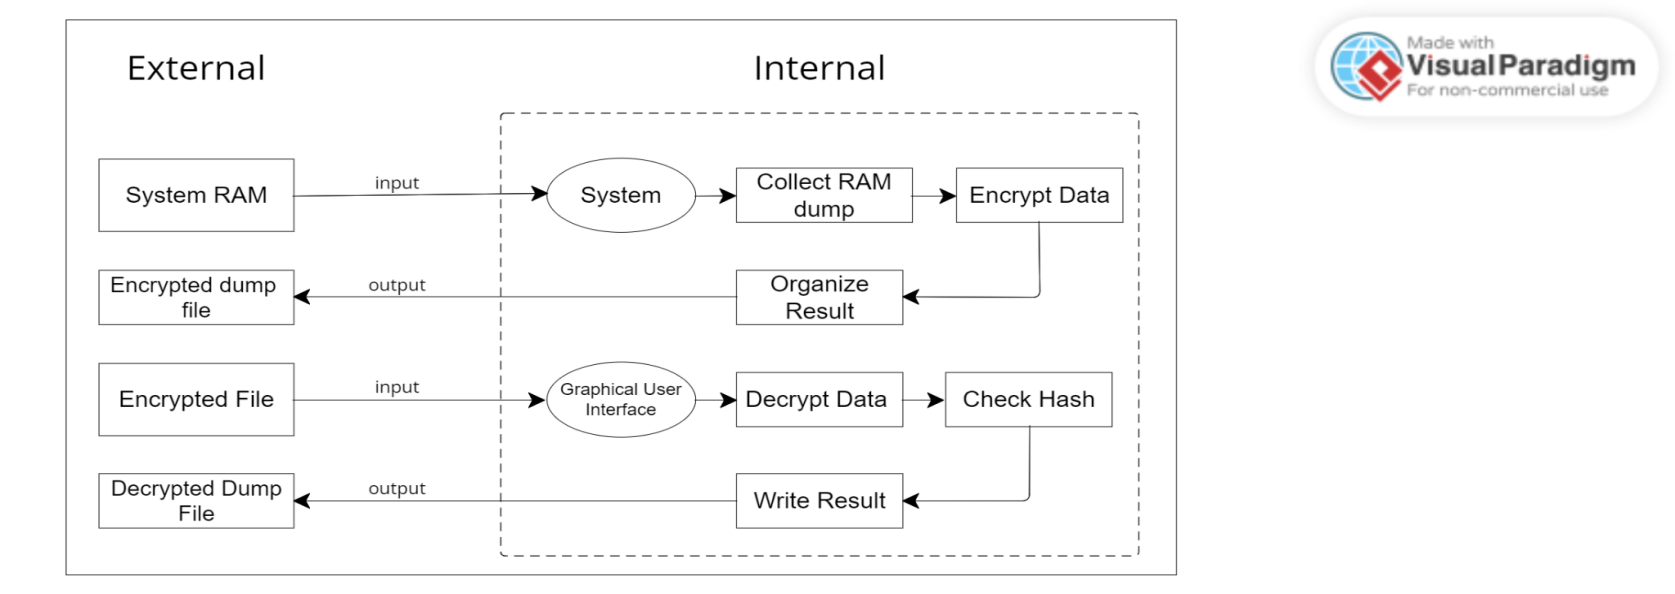 External
Internal
Made with
Visual Paradigm
For non-commercial use
System RAM
input
System
Collect RAM
dump
Encrypt Data
Encrypted dump
file
output
Organize
Result
Encrypted File
input
Graphical User
Interface
Decrypt Data
Check Hash
Decrypted Dump
File
output
Write Result